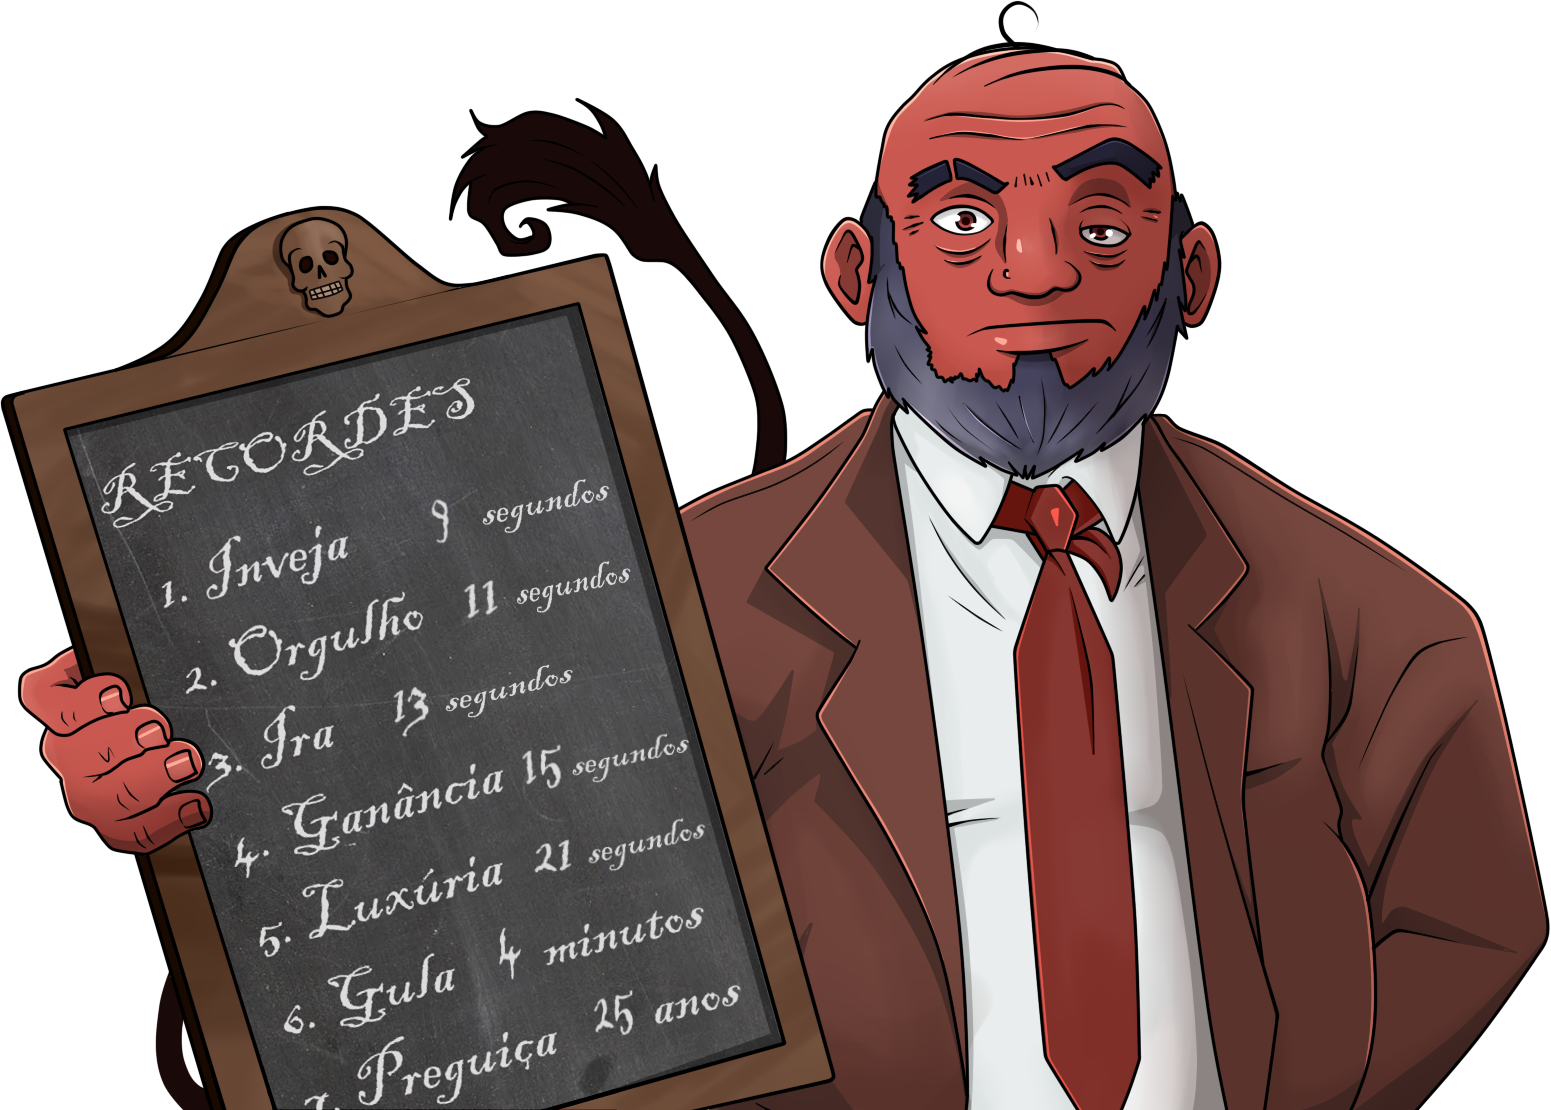 RECORDES
1. Inveja 9 segundos
2. Orgulho 11 segundos
3. Ira 13 segundos
4. Ganância 15 segundos
5. Luxúria 21 segundos
6. Gula 4 minutos
7. Preguiça 25 anos